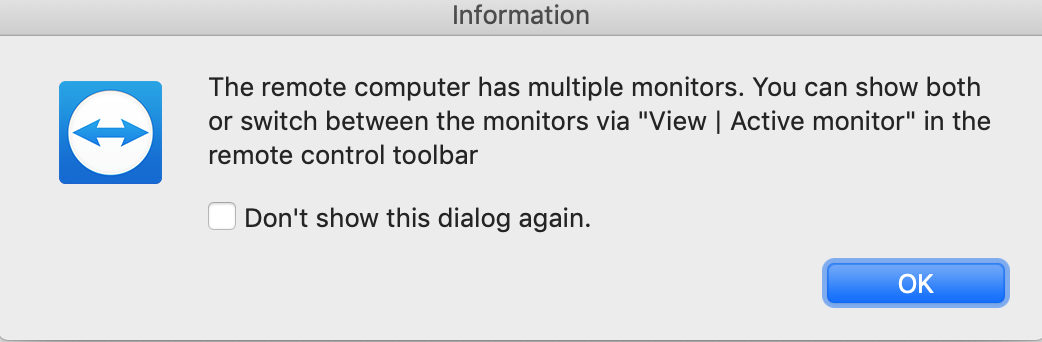 Information
The remote computer has multiple monitors. You can show both
or switch between the monitors via "View | Active monitor" in the
remote control toolbar
Don't show this dialog again.
OK